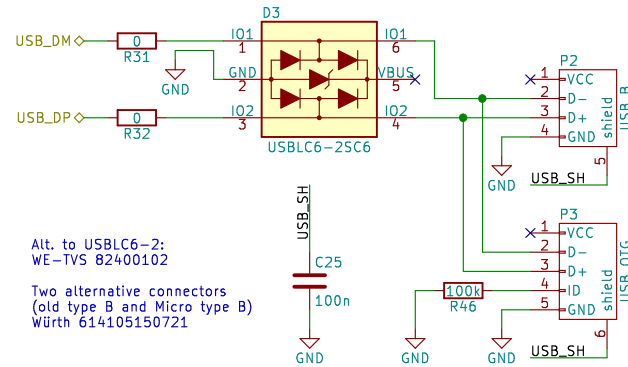 D3
USB_DM
0
R31
IO1
1
IO1
6
GND
GND
2
VBUS
5
USB_DP
0
R32
IO2
3
IO2
4
USBLC6-2SC6
P2
1 VCC
2 D-
3 D+
4 GND
shield
USB_B
5
GND
USB_SH
USB_SH
C25
100n
GND
P3
1 VCC
2 D-
3 D+
4 ID
5 GND
shield
USB_OTG
6
100k
R46
GND
GND
USB_SH
Alt. to USBLC6-2:
WE-TVS 82400102
Two alternative connectors
(old type B and Micro type B)
Würth 614105150721